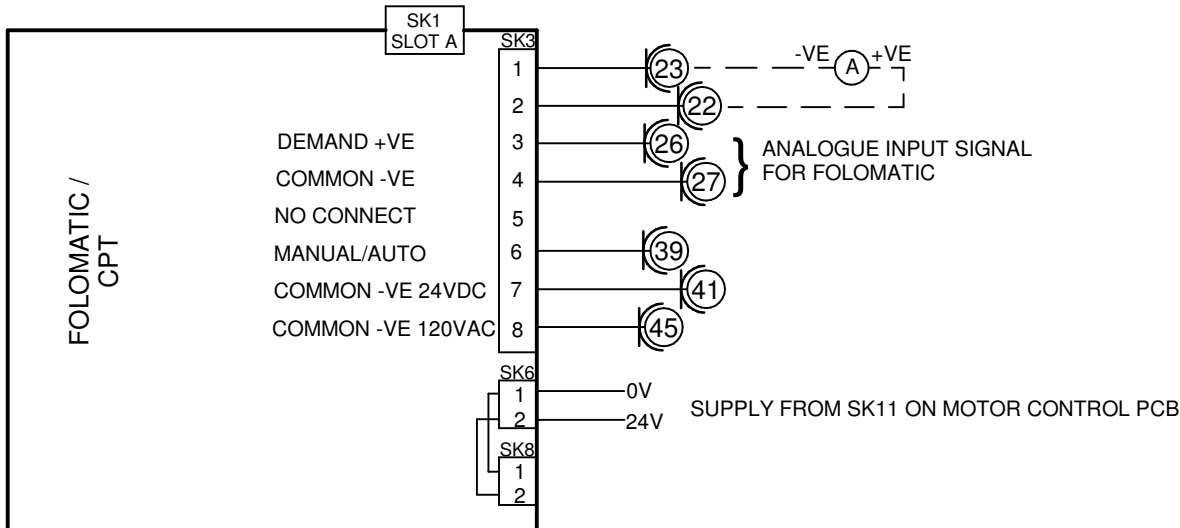 SK1
SLOT A
SK3
1
23
-VE
A
+VE
2
22
DEMAND +VE
3
26
ANALOGUE INPUT SIGNAL
FOR FOLOMATIC
COMMON -VE
4
27
NO CONNECT
5
MANUAL/AUTO
6
39
COMMON -VE 24VDC
7
41
COMMON -VE 120VAC
8
45
FOLOMATIC /
CPT
SK6
1
0V
2
24V
SUPPLY FROM SK11 ON MOTOR CONTROL PCB
SK8
1
2